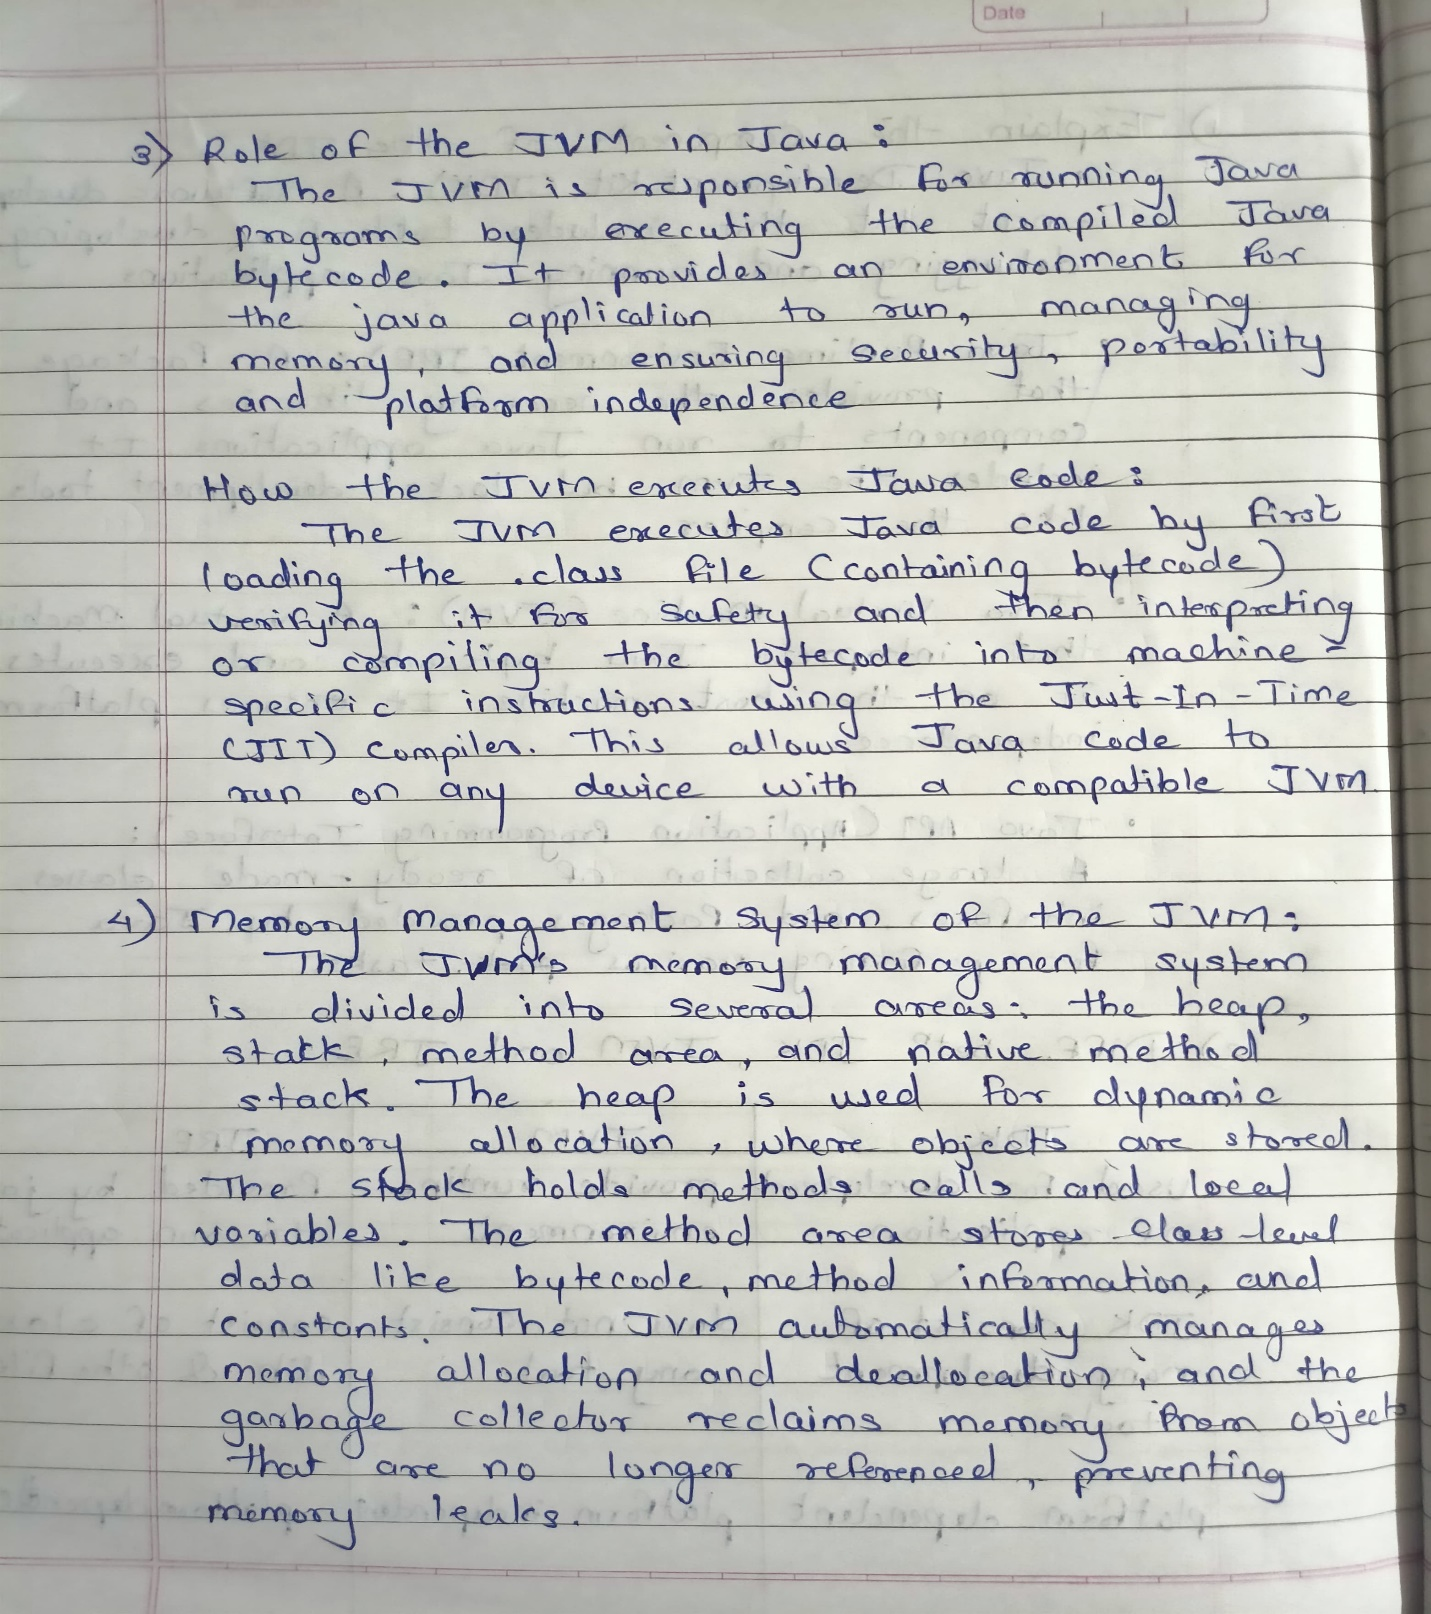 Date
3) Role of the JVM in Java :
The JVM is responsible for running Java
programs by executing the compiled Java
bytecode. It provides an environment for
the java application to run, managing
memory, and ensuring security, portability
and platform independence
How the JVM executes Java code :
The JVM executes Java code by first
loading the .class file (containing bytecode)
verifying it for safety and then interpreting
or compiling the bytecode into machine -
specific instructions using the Just-In-Time
(JIT) compiler. This allows Java code to
run on any device with a compatible JVM
4) Memory Management System of the JVM :
The JVM's memory management system
is divided into several areas: the heap,
stack, method area, and native method
stack. The heap is used for dynamic
memory allocation, where objects are stored.
The stack holds methods calls and local
variables. The method area stores class-level
data like bytecode, method information, and
constants. The JVM automatically manages
memory allocation and deallocation, and the
garbage collector reclaims memory from objects
that are no longer referenced, preventing
memory leaks.